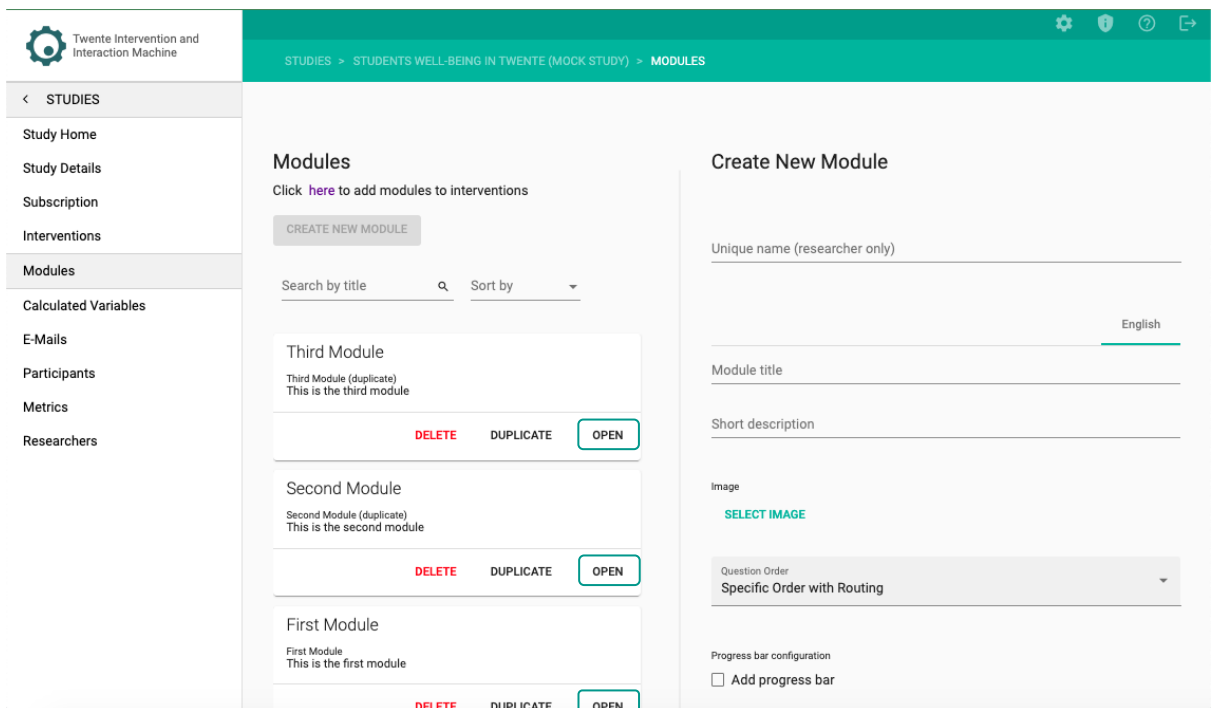 Twente Intervention and
Interaction Machine
STUDIES > STUDENTS WELL-BEING IN TWENTE (MOCK STUDY) > MODULES
< STUDIES
Study Home
Study Details
Subscription
Interventions
Modules
Calculated Variables
E-Mails
Participants
Metrics
Researchers
Modules
Click here to add modules to interventions
CREATE NEW MODULE
Search by title
Sort by
Third Module
Third Module (duplicate)
This is the third module
DELETE DUPLICATE OPEN
Second Module
Second Module (duplicate)
This is the second module
DELETE DUPLICATE OPEN
First Module
First Module
This is the first module
DELETE DUPLICATE OPEN
Create New Module
Unique name (researcher only)
English
Module title
Short description
Image
SELECT IMAGE
Question Order
Specific Order with Routing
Progress bar configuration
Add progress bar